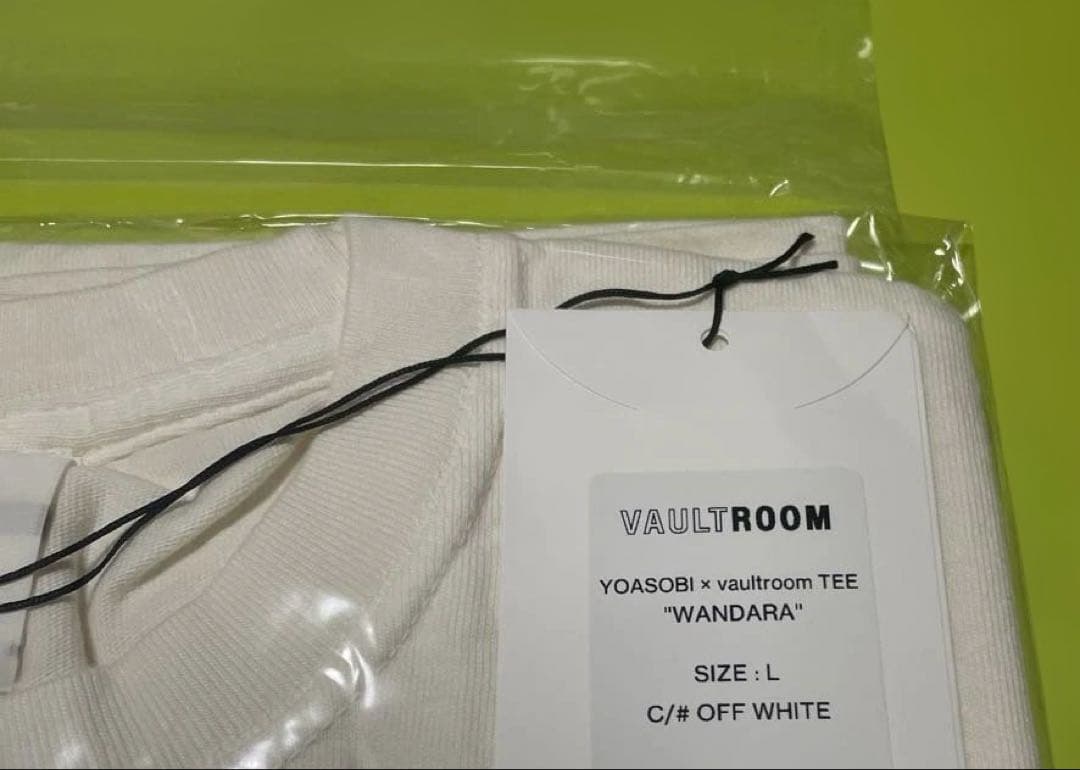 VAULTROOM
YOASOBI × vaultroom TEE
"WANDARA"
SIZE : L
C/# OFF WHITE